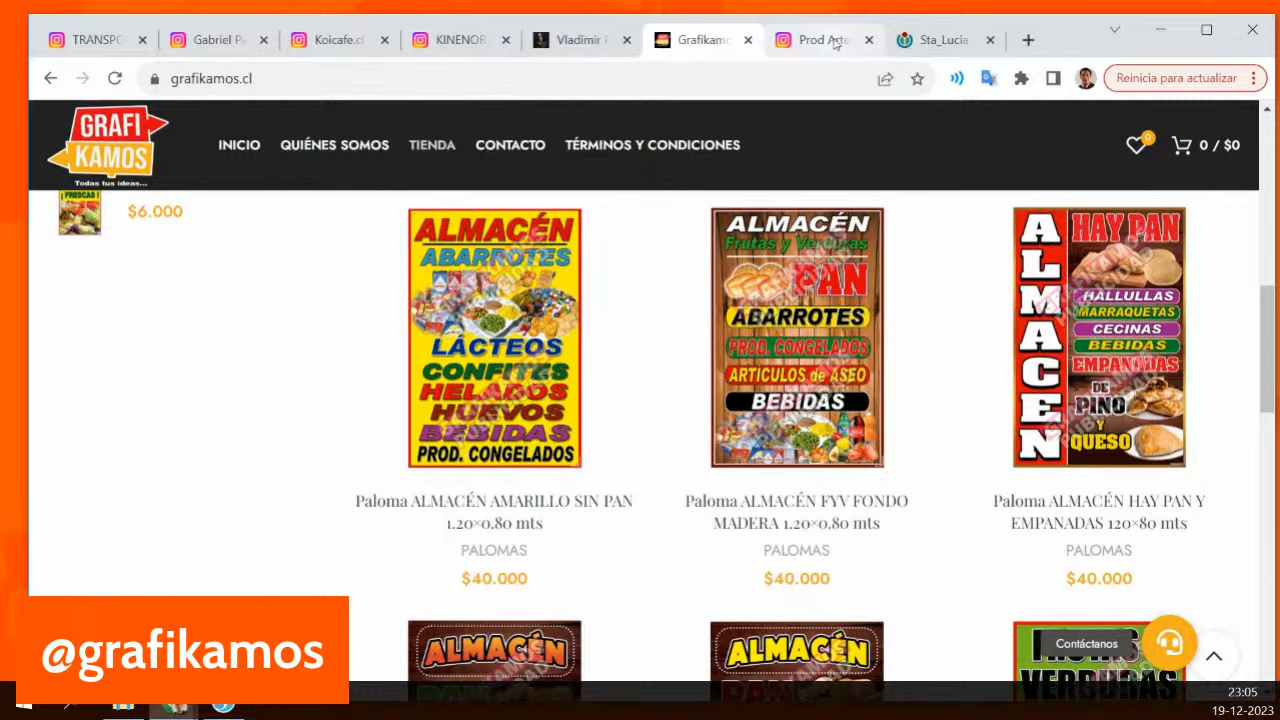 TRANSPO
Gabriel P
Koicafe.cl
KINENOR
Vladimir
Grafikamo
Prod Arte
Sta_Lucia
grafikamos.cl
Reinicia para actualizar
GRAFI
KAMOS
Todas tus ideas...
INICIO
QUIÉNES SOMOS
TIENDA
CONTACTO
TÉRMINOS Y CONDICIONES
0
0 / $0
¡FRESCAS!
$6.000
ALMACÉN
ABARROTES
LÁCTEOS
CONFITES
HELADOS
HUEVOS
BEBIDAS
PROD. CONGELADOS
Paloma ALMACÉN AMARILLO SIN PAN
1.20×0.80 mts
PALOMAS
$40.000
ALMACÉN
Frutas y Verduras
PAN
ABARROTES
PROD. CONGELADOS
ARTICULOS de ASEO
BEBIDAS
Paloma ALMACÉN FYV FONDO
MADERA 1.20×0.80 mts
PALOMAS
$40.000
ALMACEN
HAY PAN
HALLULLAS
MARRAQUETAS
CECINAS
BEBIDAS
EMPANADAS
DE
PINO
Y
QUESO
Paloma ALMACÉN HAY PAN Y
EMPANADAS 120×80 mts
PALOMAS
$40.000
ALMACÉN
ALMACÉN
VERDURAS
Contáctanos
@grafikamos
23:05
19-12-2023